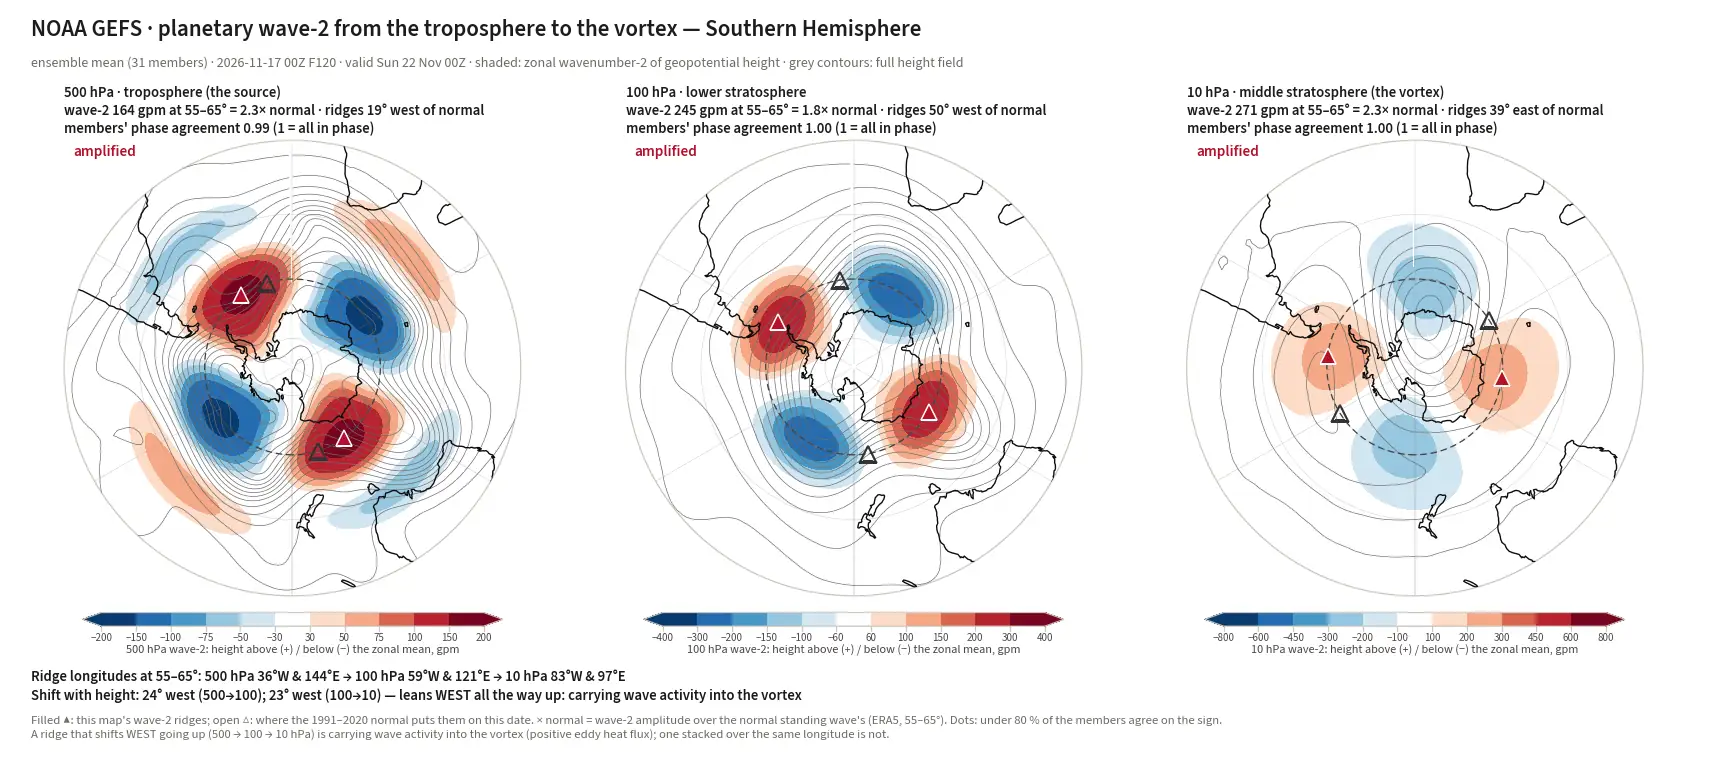 NOAA GEFS · planetary wave-2 from the troposphere to the vortex — Southern Hemisphere
ensemble mean (31 members) · 2026-11-17 00Z F120 · valid Sun 22 Nov 00Z · shaded: zonal wavenumber-2 of geopotential height · grey contours: full height field
500 hPa · troposphere (the source)
wave-2 164 gpm at 55–65° = 2.3× normal · ridges 19° west of normal
members' phase agreement 0.99 (1 = all in phase)
amplified
100 hPa · lower stratosphere
wave-2 245 gpm at 55–65° = 1.8× normal · ridges 50° west of normal
members' phase agreement 1.00 (1 = all in phase)
amplified
10 hPa · middle stratosphere (the vortex)
wave-2 271 gpm at 55–65° = 2.3× normal · ridges 39° east of normal
members' phase agreement 1.00 (1 = all in phase)
amplified
−200 −150 −100 −75 −50 −30 30 50 75 100 150 200
500 hPa wave-2: height above (+) / below (−) the zonal mean, gpm
−400 −300 −200 −150 −100 −60 60 100 150 200 300 400
100 hPa wave-2: height above (+) / below (−) the zonal mean, gpm
−800 −600 −450 −300 −200 −100 100 200 300 450 600 800
10 hPa wave-2: height above (+) / below (−) the zonal mean, gpm
Ridge longitudes at 55–65°: 500 hPa 36°W & 144°E → 100 hPa 59°W & 121°E → 10 hPa 83°W & 97°E
Shift with height: 24° west (500→100); 23° west (100→10) — leans WEST all the way up: carrying wave activity into the vortex
Filled ▲: this map's wave-2 ridges; open △: where the 1991–2020 normal puts them on this date. × normal = wave-2 amplitude over the normal standing wave's (ERA5, 55–65°). Dots: under 80 % of the members agree on the sign.
A ridge that shifts WEST going up (500 → 100 → 10 hPa) is carrying wave activity into the vortex (positive eddy heat flux); one stacked over the same longitude is not.